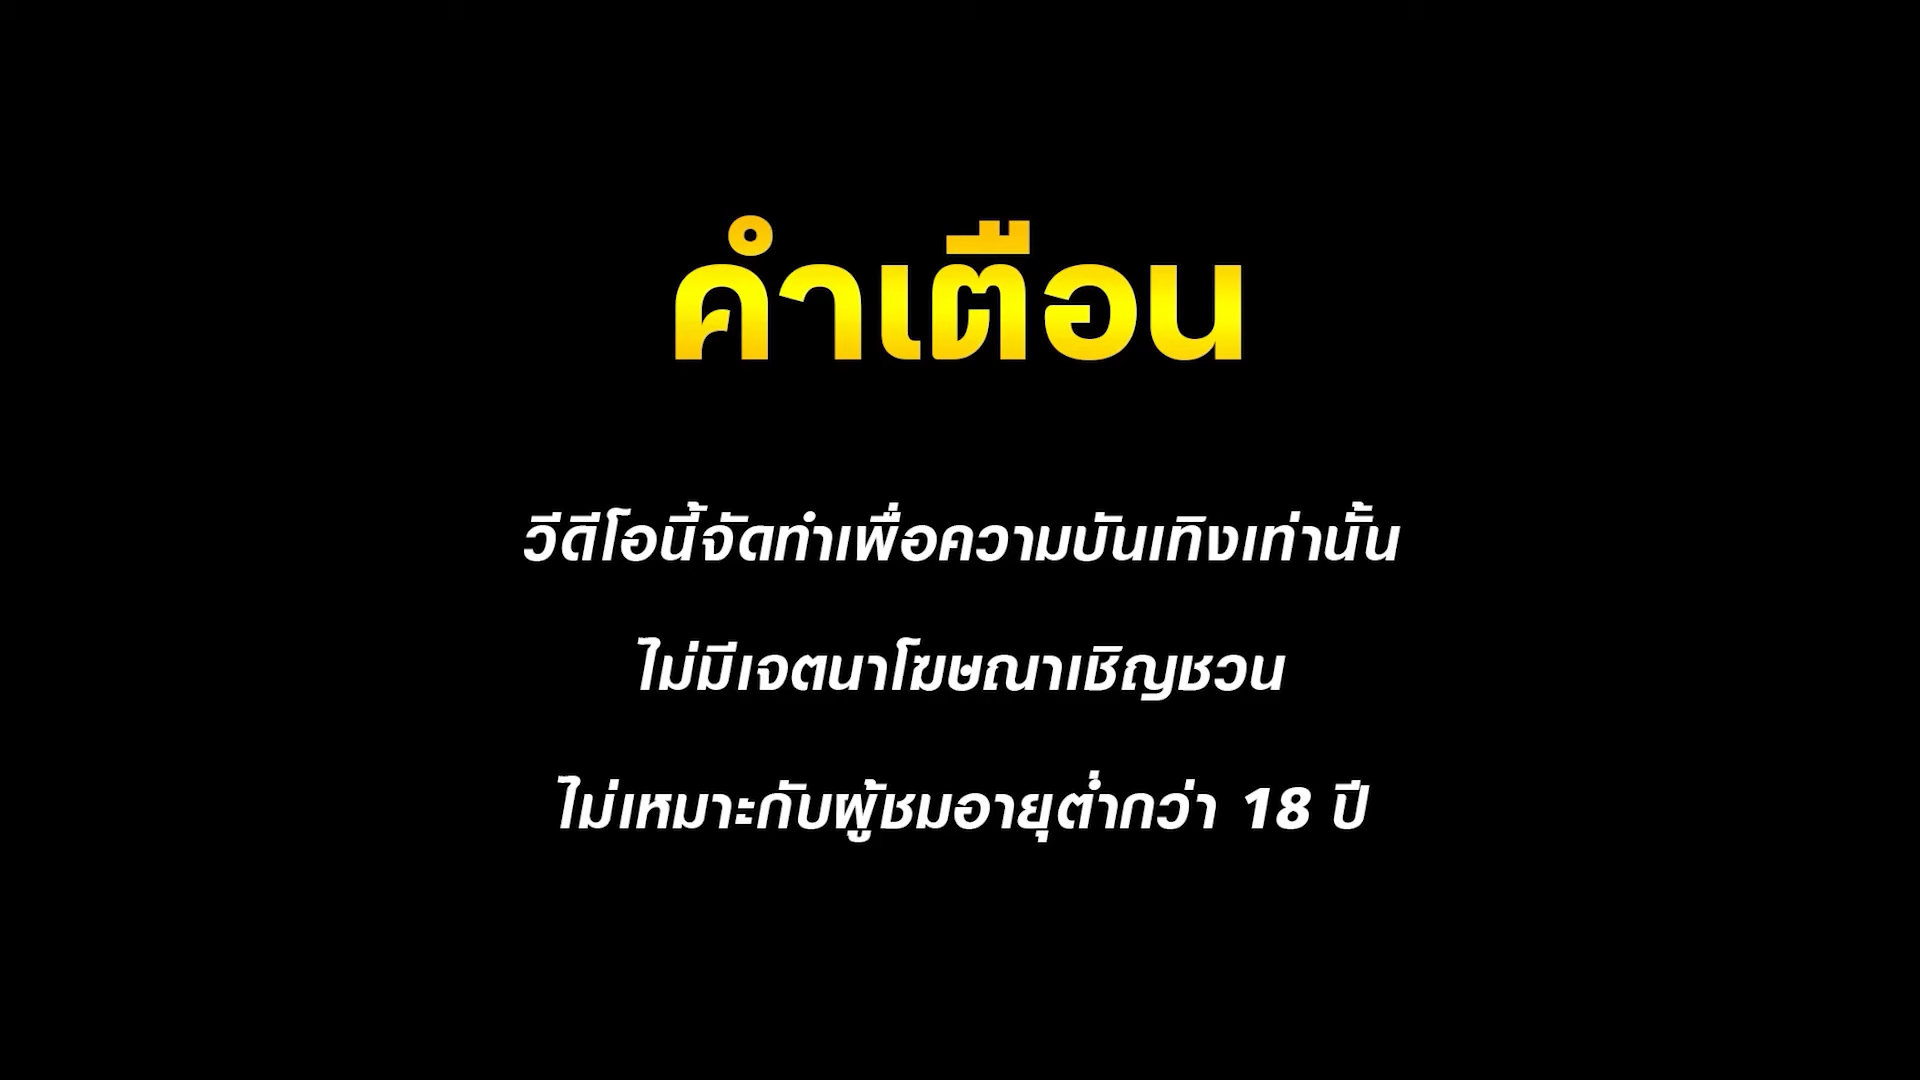 คำเตือน
วีดีโอนี้จัดทำเพื่อความบันเทิงเท่านั้น
ไม่มีเจตนาโฆษณาเชิญชวน
ไม่เหมาะกับผู้ชมอายุต่ำกว่า 18 ปี